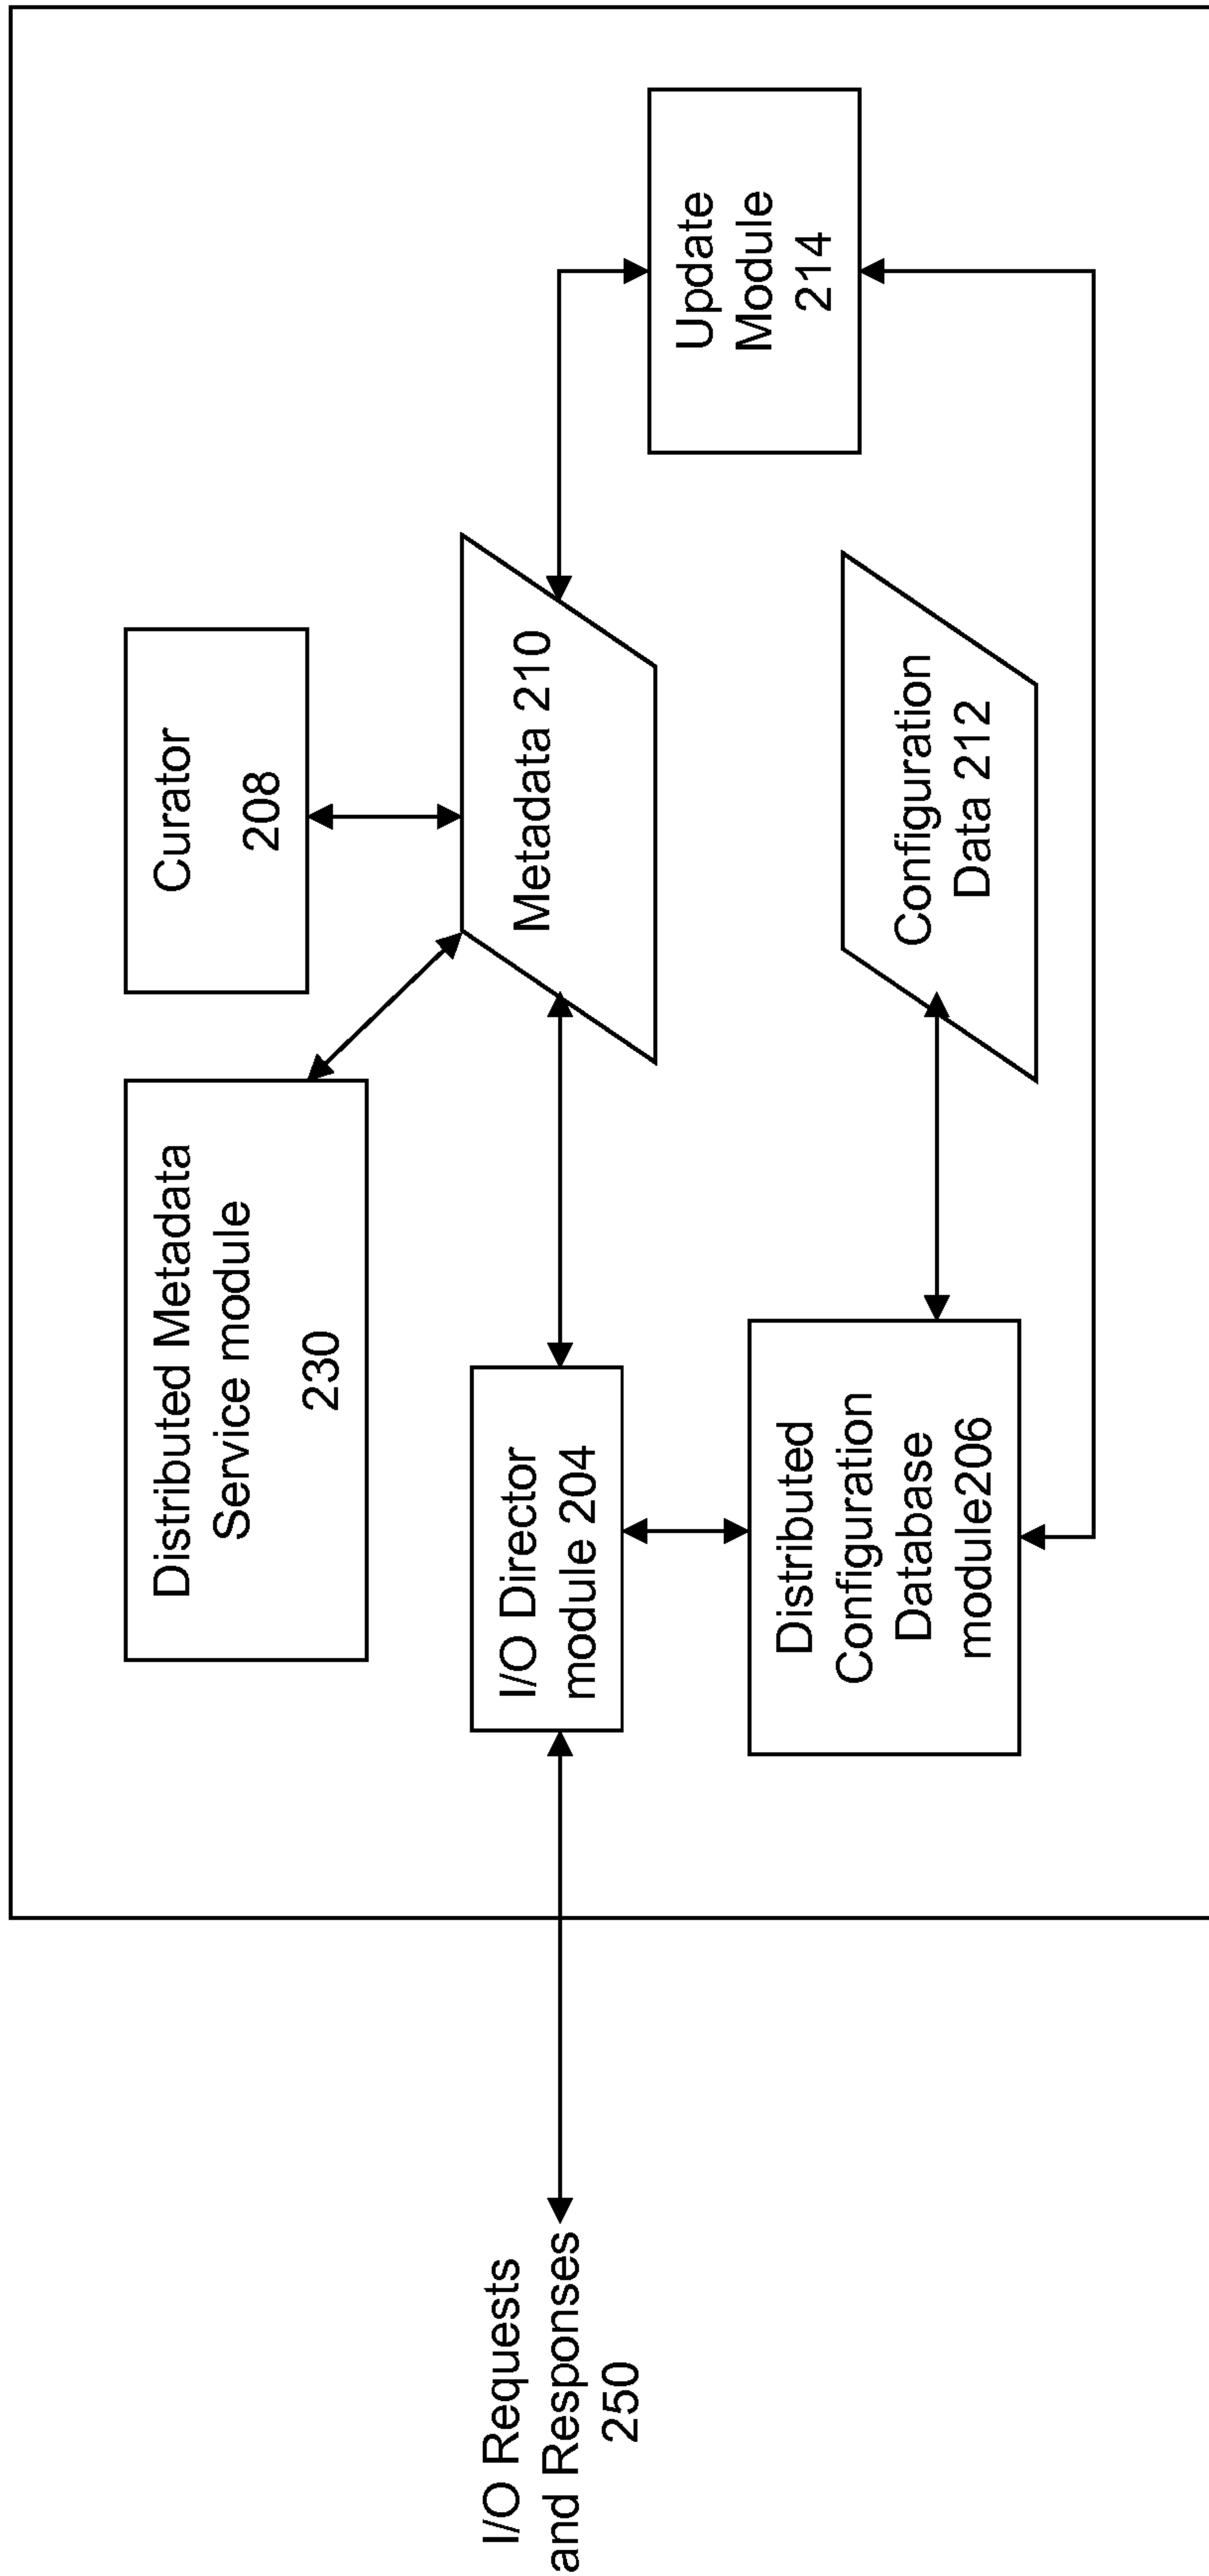 Distributed Metadata
Service module
230
Curator
208
I/O Requests
and Responses
250
I/O Director
module 204
Metadata 210
Update
Module
214
Distributed
Configuration
Database
module206
Configuration
Data 212